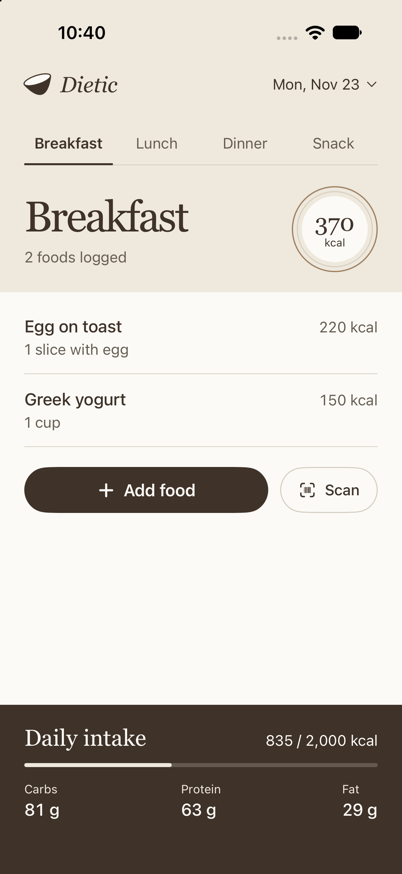 10:40
Dietic
Mon, Nov 23
Breakfast Lunch Dinner Snack
Breakfast
2 foods logged
370
kcal
Egg on toast 220 kcal
1 slice with egg
Greek yogurt 150 kcal
1 cup
+ Add food
Scan
Daily intake 835 / 2,000 kcal
Carbs Protein Fat
81 g 63 g 29 g